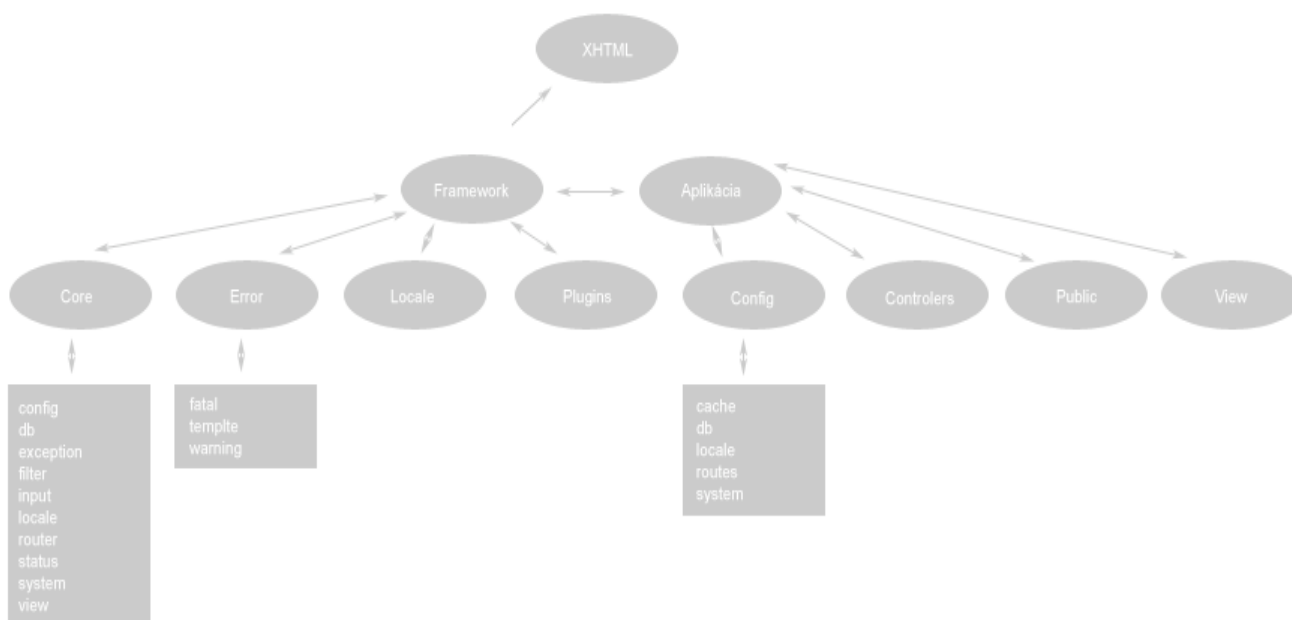 XHTML
Framework
Aplikácia
Core
Error
Locale
Plugins
Config
Controlers
Public
View
config
db
exception
filter
input
locale
router
status
system
view
fatal
templte
warning
cache
db
locale
routes
system